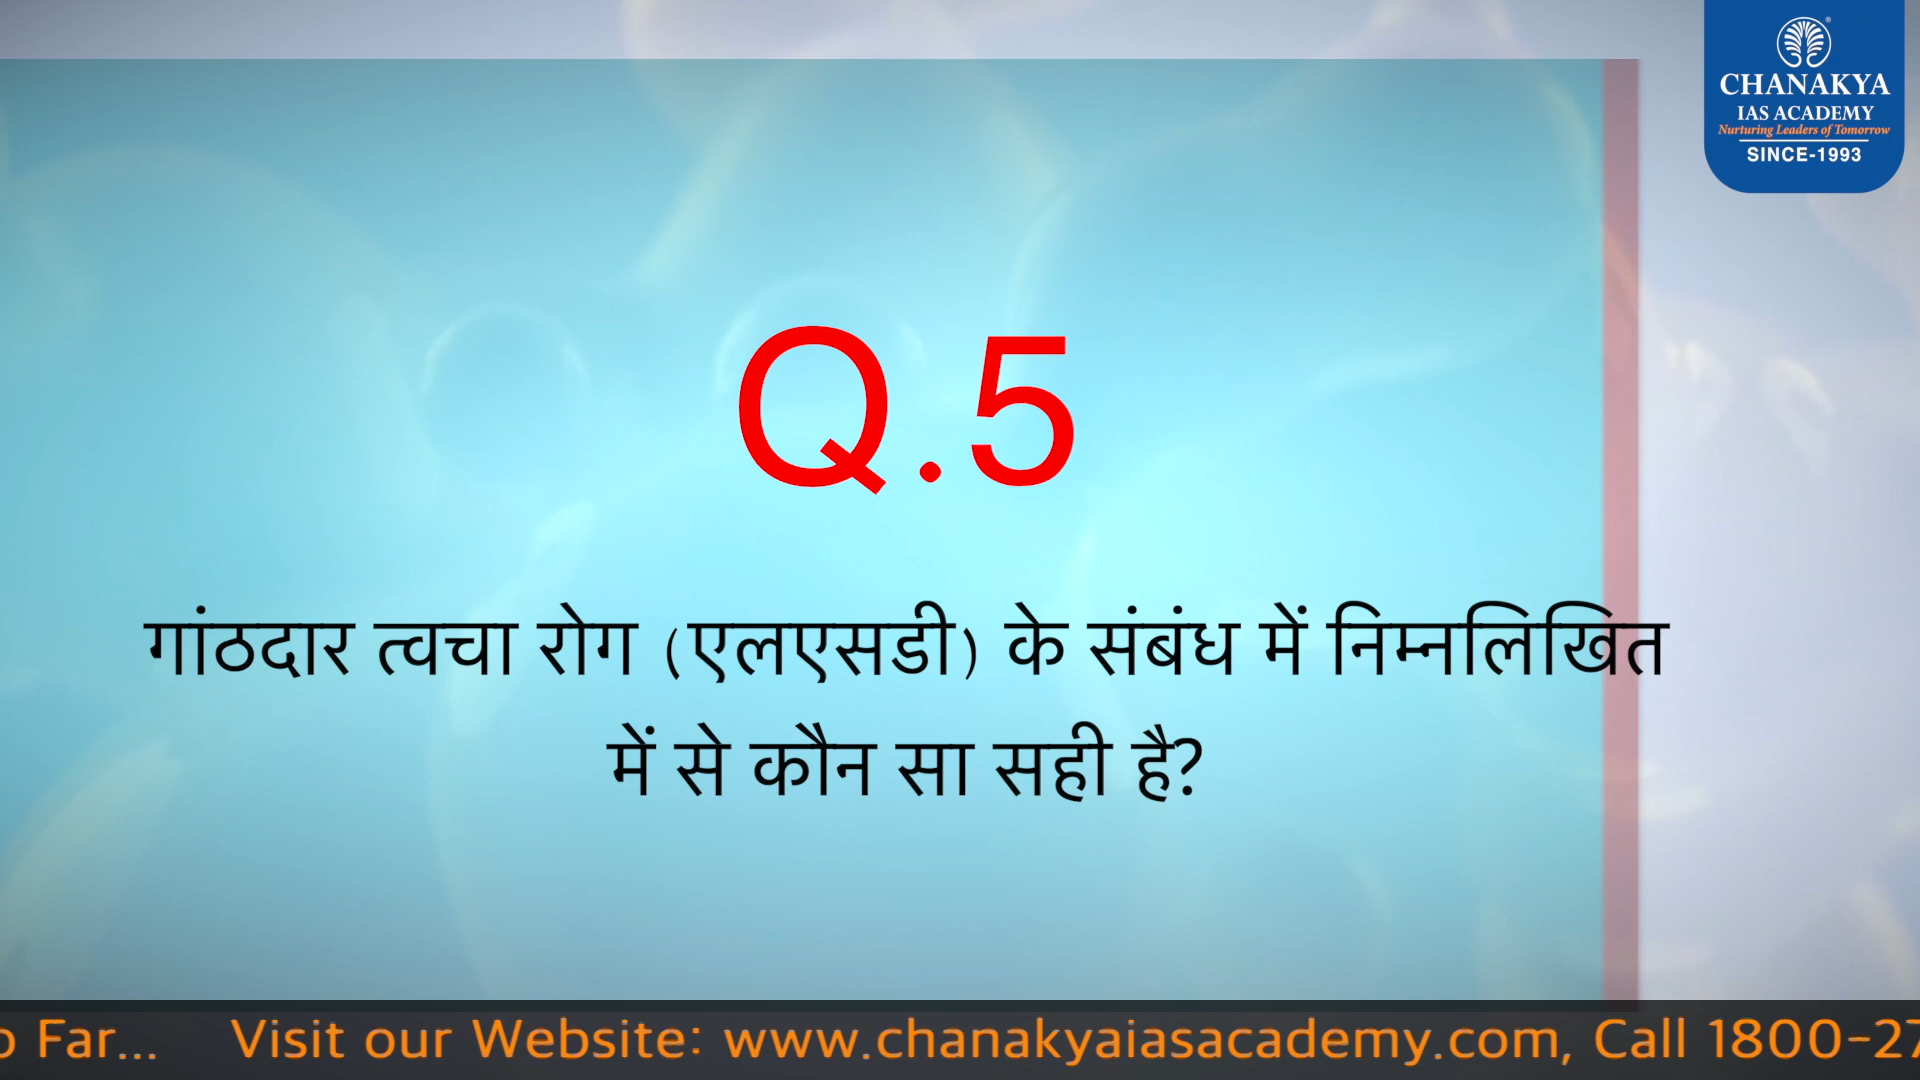 CHANAKYA
IAS ACADEMY
Nurturing Leaders of Tomorrow
SINCE-1993
Q.5
गांठदार त्वचा रोग (एलएसडी) के संबंध में निम्नलिखित
में से कौन सा सही है?
Far... Visit our Website: www.chanakyaiasacademy.com, Call 1800-27